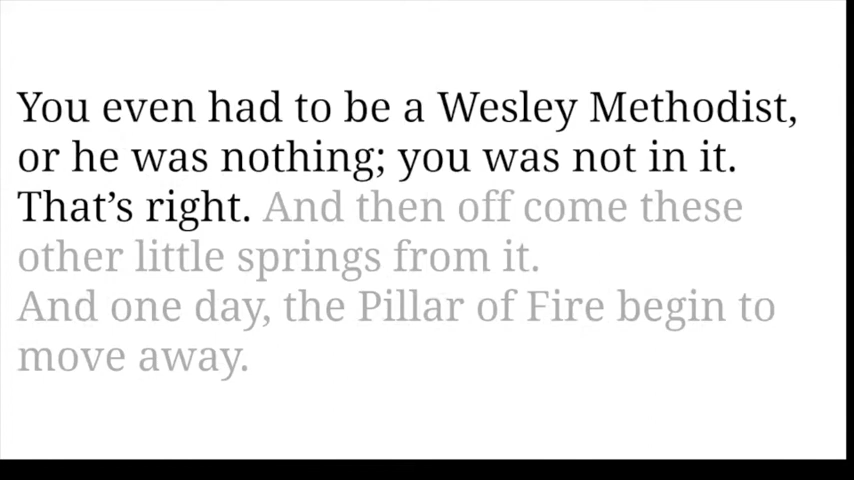 You even had to be a Wesley Methodist,
or he was nothing; you was not in it.
That’s right. And then off come these
other little springs from it.
And one day, the Pillar of Fire begin to
move away.